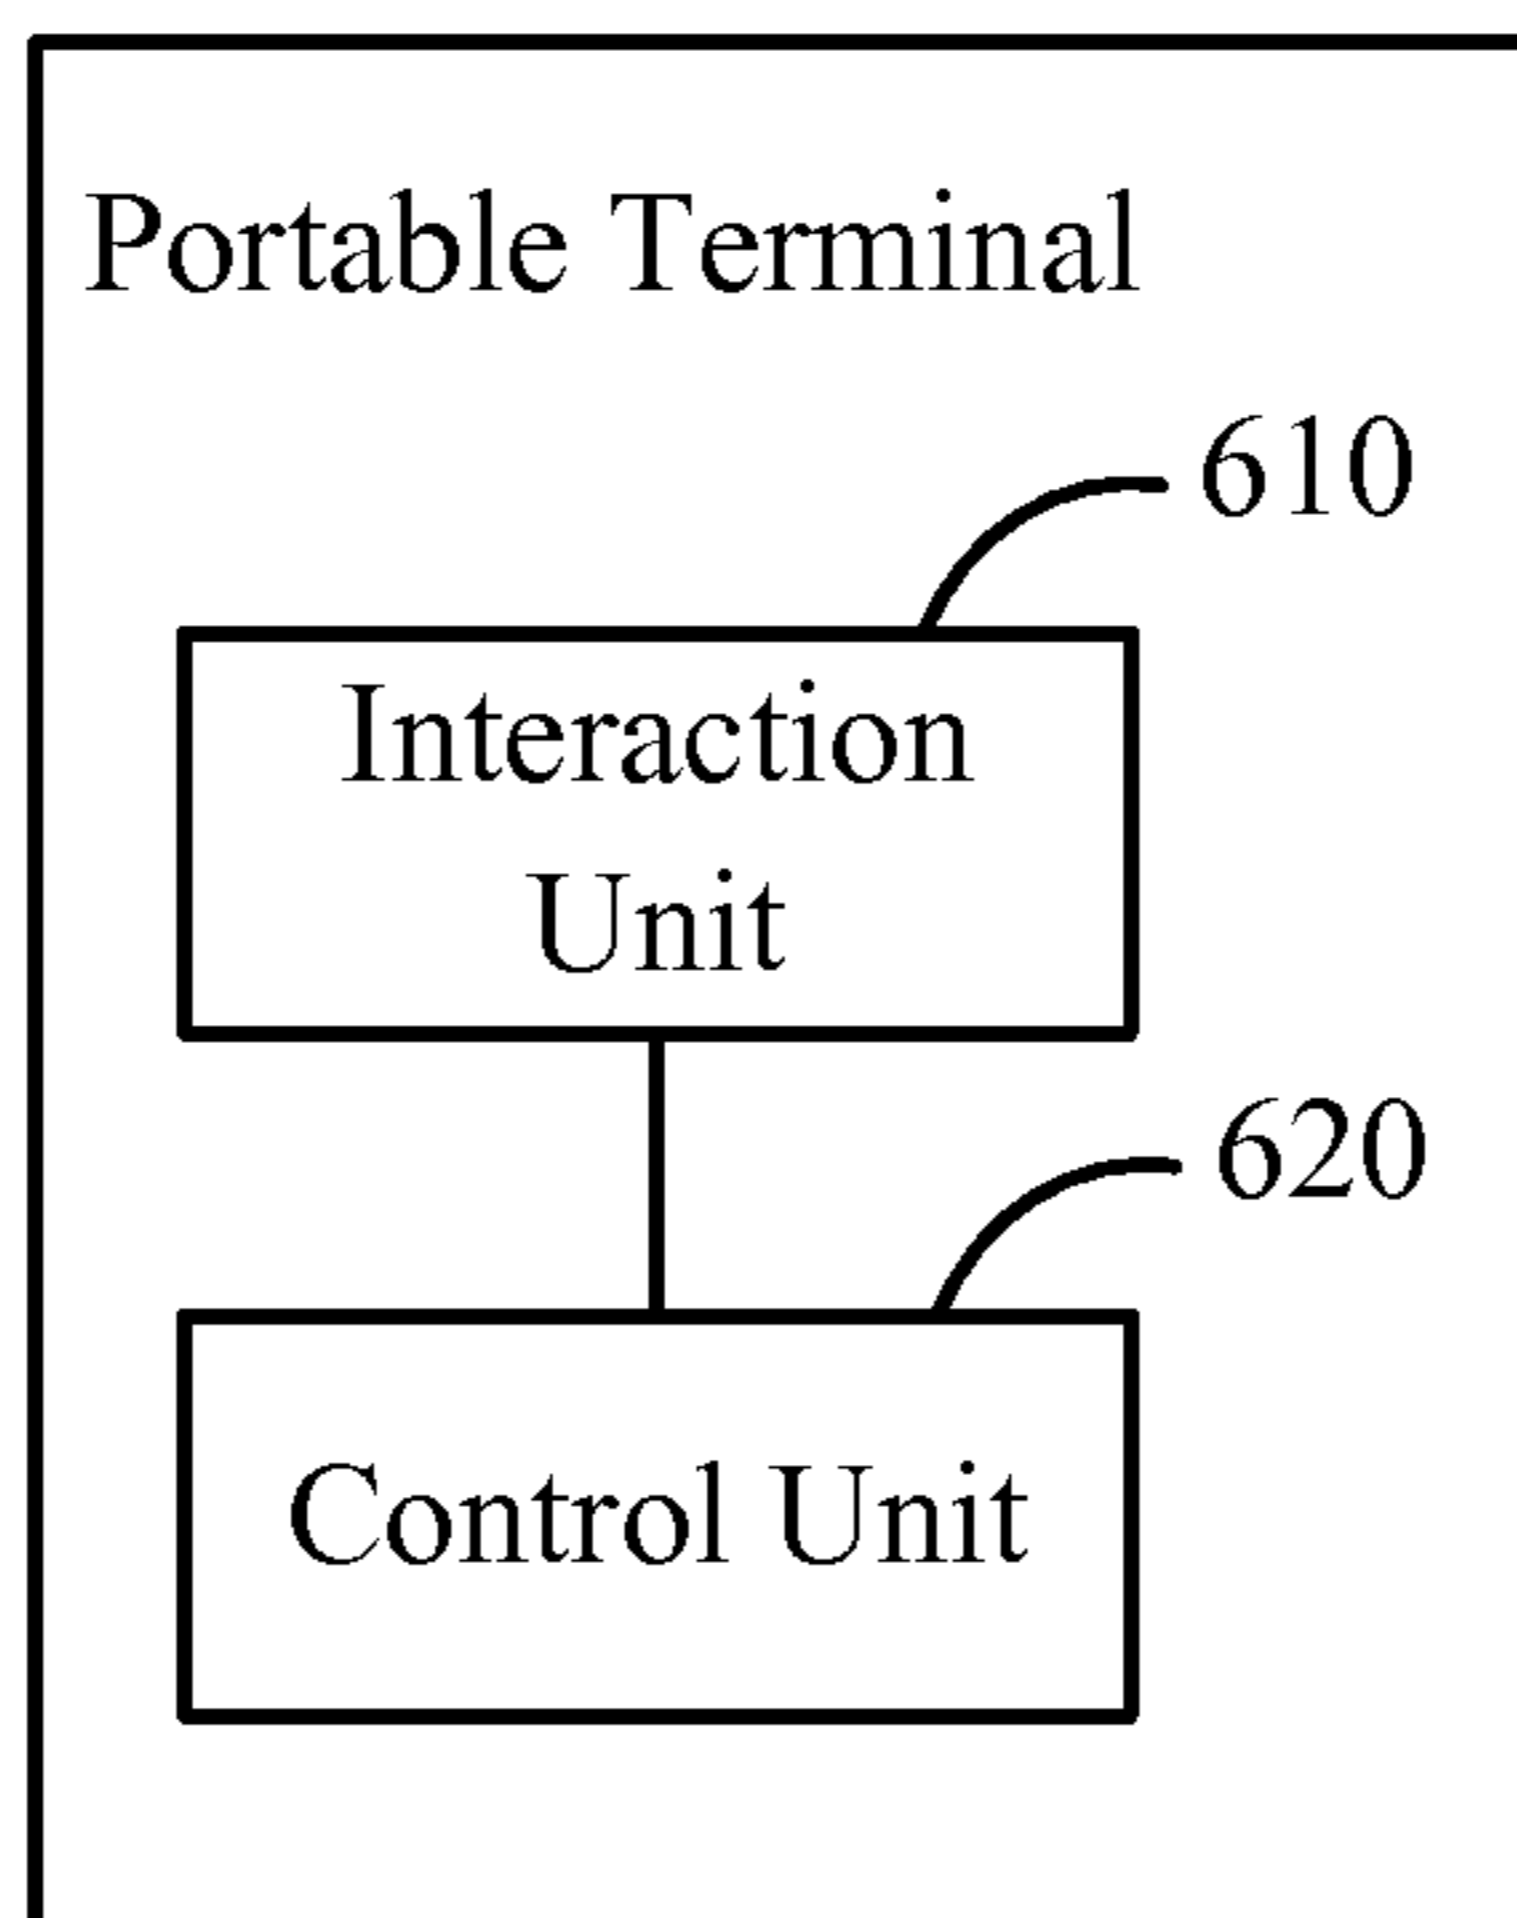 Portable Terminal
610
Interaction
Unit
620
Control Unit